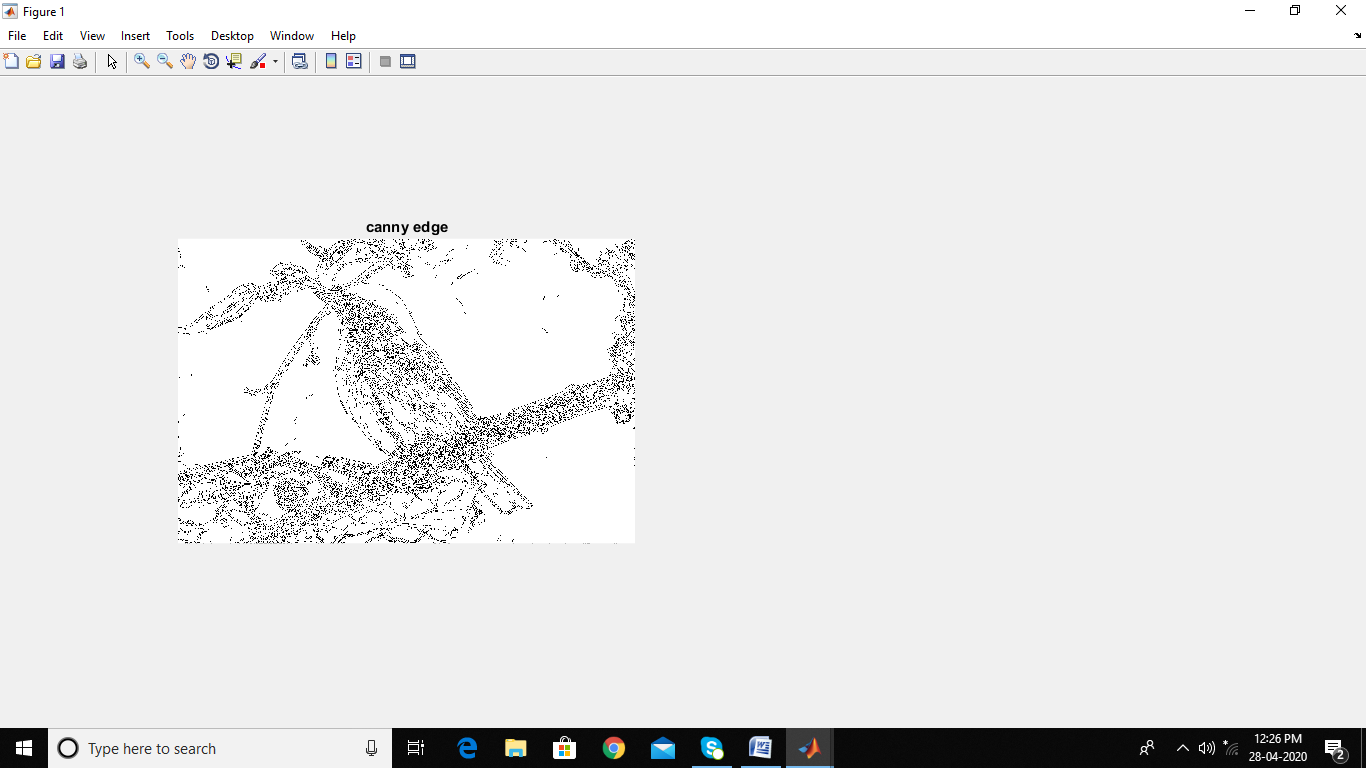 Figure 1
File Edit View Insert Tools Desktop Window Help
canny edge
Type here to search
12:26 PM
28-04-2020
2